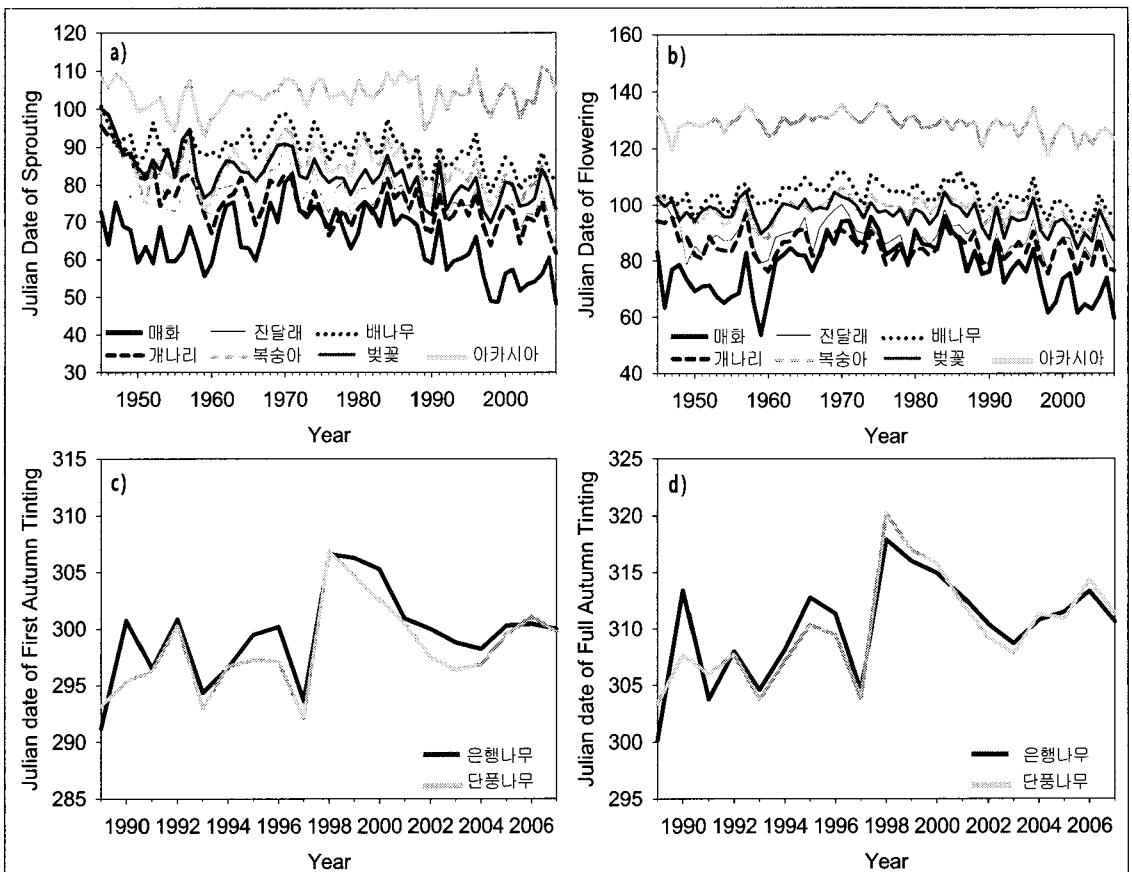 a)
Julian Date of Sprouting
120
110
100
90
80
70
60
50
40
30
매화
진달래
배나무
개나리
복숭아
벚꽃
아카시아
1950 1960 1970 1980 1990 2000
Year
b)
Julian Date of Flowering
160
140
120
100
80
60
40
매화
진달래
배나무
개나리
복숭아
벚꽃
아카시아
1950 1960 1970 1980 1990 2000
Year
c)
Julian date of First Autumn Tinting
315
310
305
300
295
290
285
은행나무
단풍나무
1990 1992 1994 1996 1998 2000 2002 2004 2006
Year
d)
Julian date of Full Autumn Tinting
325
320
315
310
305
300
295
은행나무
단풍나무
1990 1992 1994 1996 1998 2000 2002 2004 2006
Year